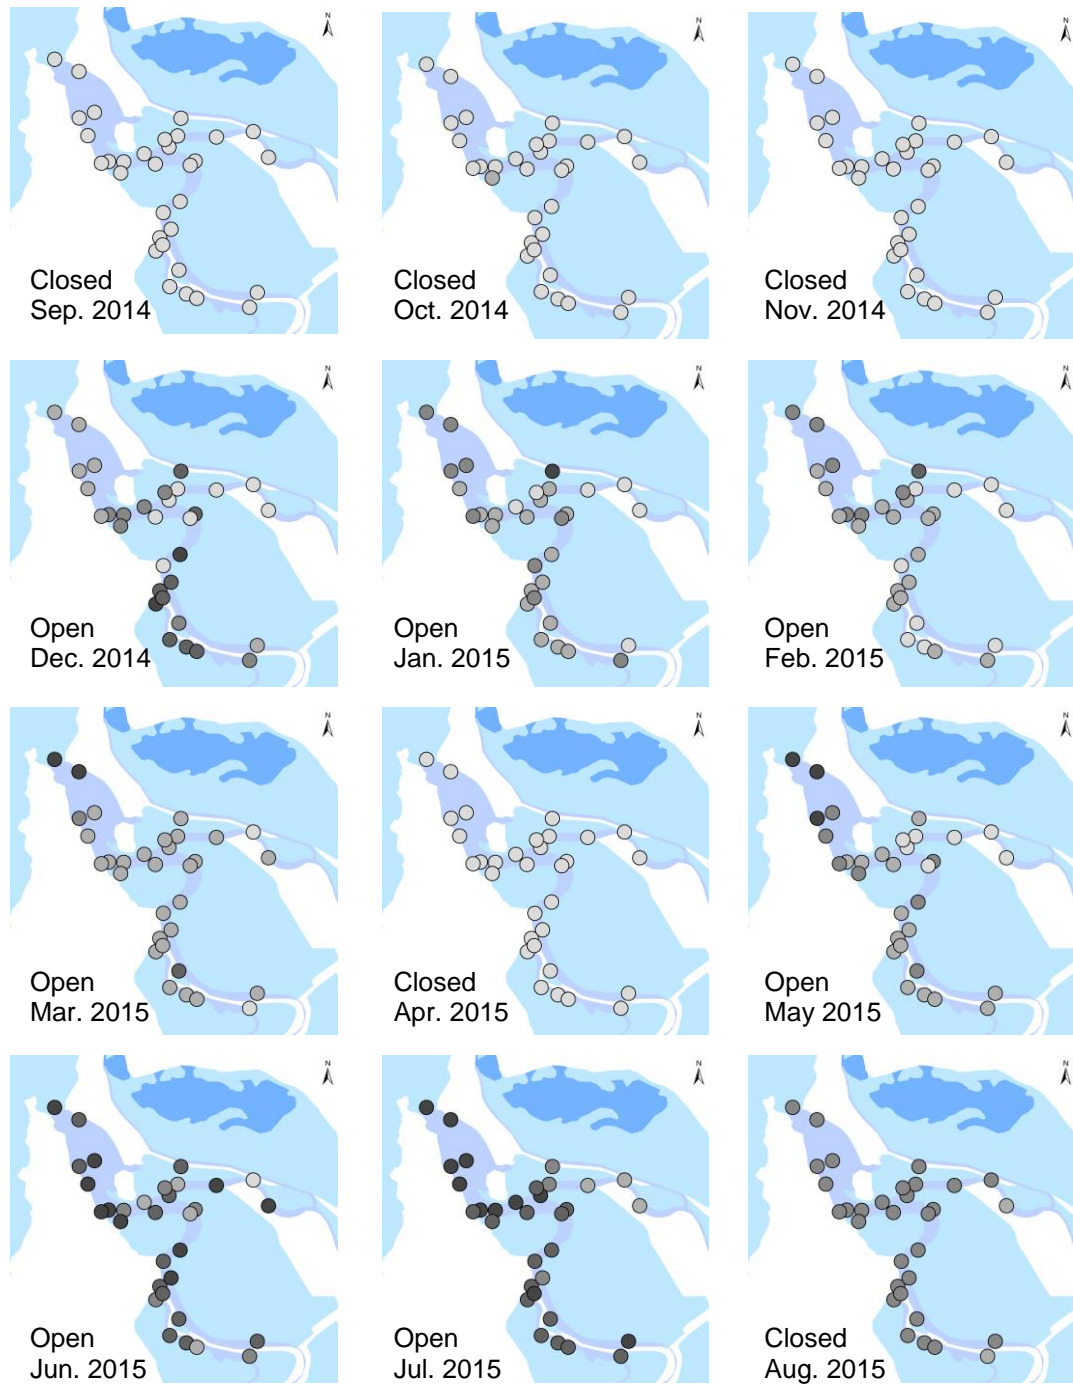 N
N
N
Closed
Sep. 2014
Closed
Oct. 2014
Closed
Nov. 2014
N
N
N
Open
Dec. 2014
Open
Jan. 2015
Open
Feb. 2015
N
N
N
Open
Mar. 2015
Closed
Apr. 2015
Open
May 2015
N
N
N
Open
Jun. 2015
Open
Jul. 2015
Closed
Aug. 2015